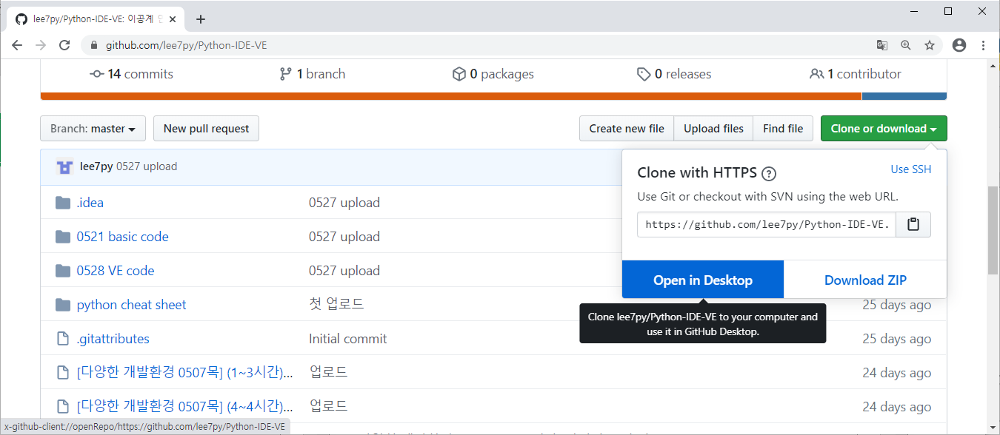 lee7py/Python-IDE-VE: 이공계
github.com/lee7py/Python-IDE-VE
14 commits
1 branch
0 packages
0 releases
1 contributor
Branch: master
New pull request
Create new file
Upload files
Find file
Clone or download
lee7py 0527 upload
Clone with HTTPS
Use SSH
Use Git or checkout with SVN using the web URL.
https://github.com/lee7py/Python-IDE-VE.
Open in Desktop
Download ZIP
Clone lee7py/Python-IDE-VE to your computer and
use it in GitHub Desktop.
.idea 0527 upload
0521 basic code 0527 upload
0528 VE code 0527 upload
python cheat sheet 첫 업로드 25 days ago
.gitattributes Initial commit 25 days ago
[다양한 개발환경 0507목] (1~3시간)... 업로드 24 days ago
[다양한 개발환경 0507목] (4~4시간)... 업로드 24 days ago
x-github-client://openRepo/https://github.com/lee7py/Python-IDE-VE